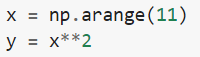 x = np.arange(11)
y = x**2